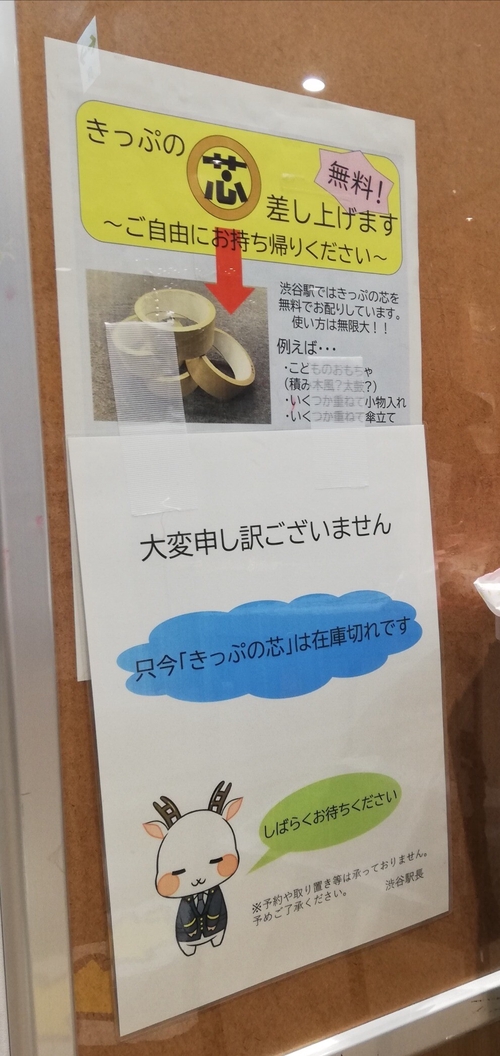 きっぷの
芯
無料!
差し上げます
～ご自由にお持ち帰りください～
渋谷駅ではきっぷの芯を
無料でお配りしています。
使い方は無限大！！
例えば・・・
・こどものおもちゃ
（積み木風？太鼓？）
・いくつか重ねて小物入れ
・いくつか重ねて傘立て
大変申し訳ございません
只今「きっぷの芯」は在庫切れです
しばらくお待ちください
※予約や取り置き等は承っておりません。
予めご了承ください。
渋谷駅長